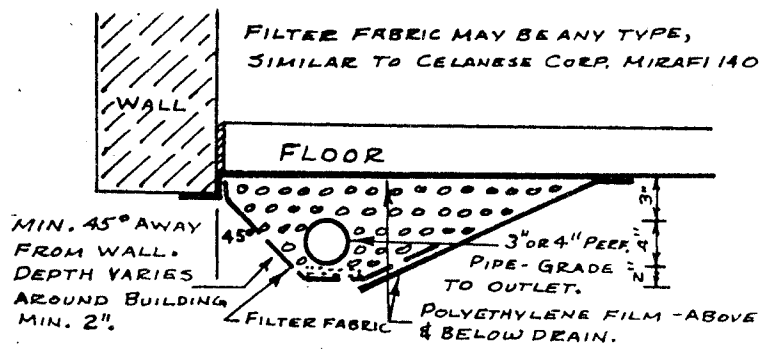 FILTER FABRIC MAY BE ANY TYPE,
SIMILAR TO CELANESE CORP. MIRAFI 140
WALL
FLOOR
3"
4"
2"
45°
MIN. 45° AWAY
FROM WALL.
DEPTH VARIES
AROUND BUILDING
MIN. 2".
3" OR 4" PERF.
PIPE - GRADE
TO OUTLET.
FILTER FABRIC
POLYETHYLENE FILM - ABOVE
& BELOW DRAIN.